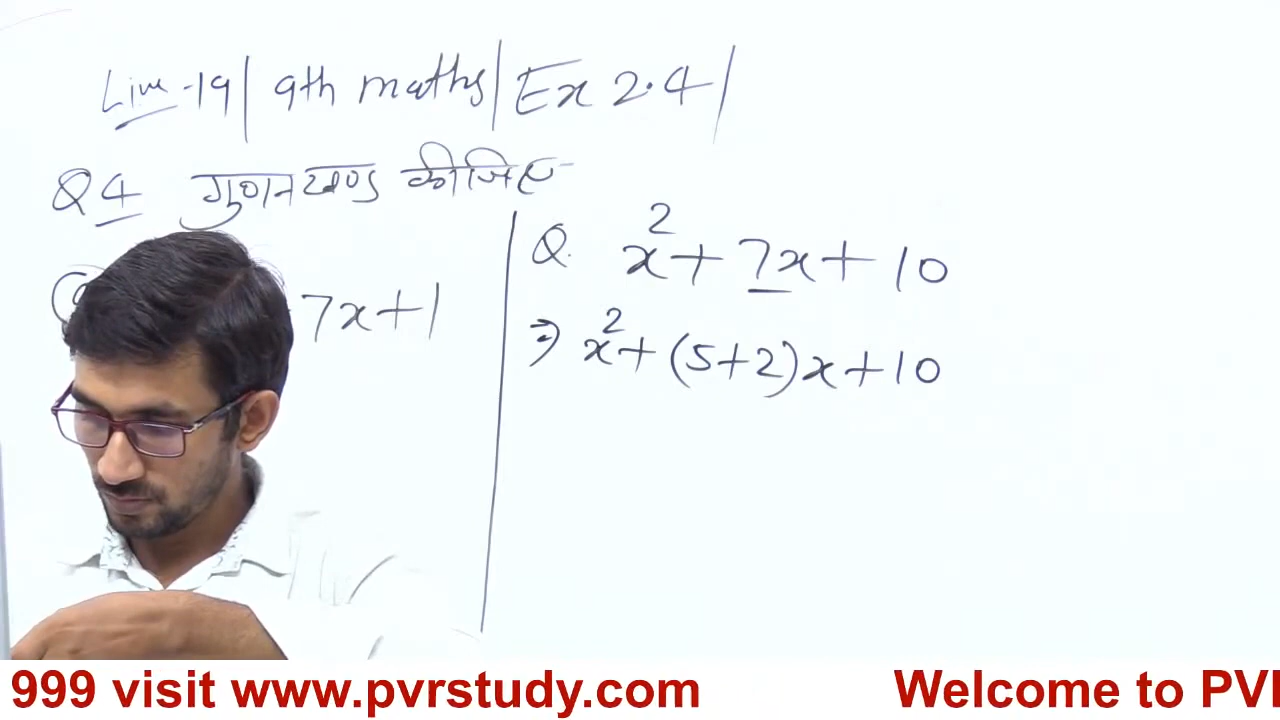 Live-19| 9th maths| Ex 2.4|
Q4 गुणनखण्ड कीजिए
7x+1
Q. x²+ 7x+ 10
⇒ x²+ (5+2)x+10
999 visit www.pvrstudy.com Welcome to PVI